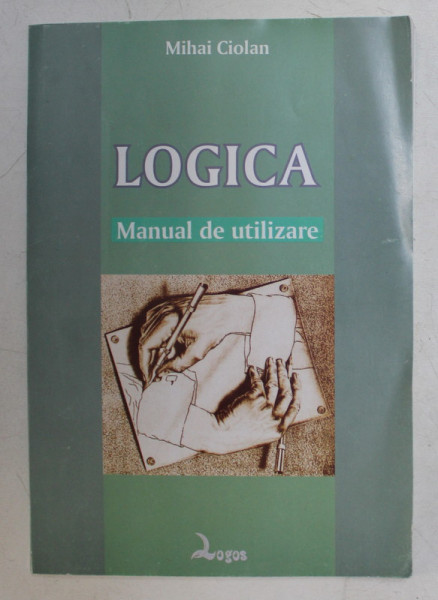 Mihai Ciolan
LOGICA
Manual de utilizare
Logos